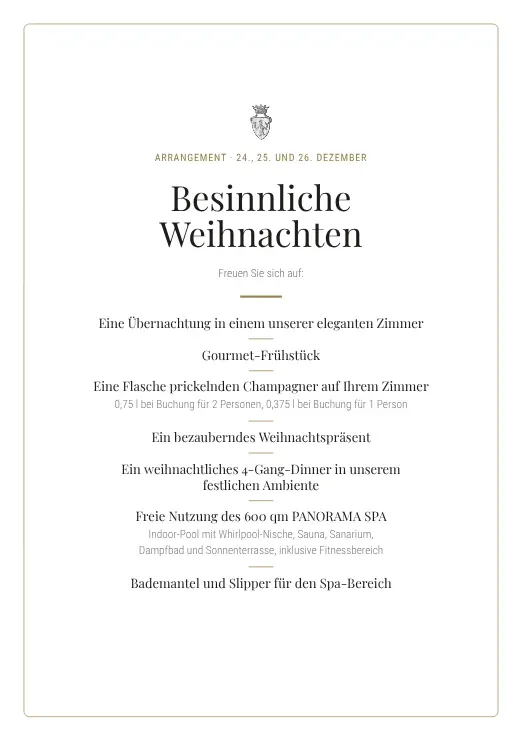 ARRANGEMENT · 24., 25. UND 26. DEZEMBER
Besinnliche
Weihnachten
Freuen Sie sich auf:
Eine Übernachtung in einem unserer eleganten Zimmer
Gourmet-Frühstück
Eine Flasche prickelnden Champagner auf Ihrem Zimmer
0,75 l bei Buchung für 2 Personen, 0,375 l bei Buchung für 1 Person
Ein bezauberndes Weihnachtspräsent
Ein weihnachtliches 4-Gang-Dinner in unserem
festlichen Ambiente
Freie Nutzung des 600 qm PANORAMA SPA
Indoor-Pool mit Whirlpool-Nische, Sauna, Sanarium,
Dampfbad und Sonnenterrasse, inklusive Fitnessbereich
Bademantel und Slipper für den Spa-Bereich